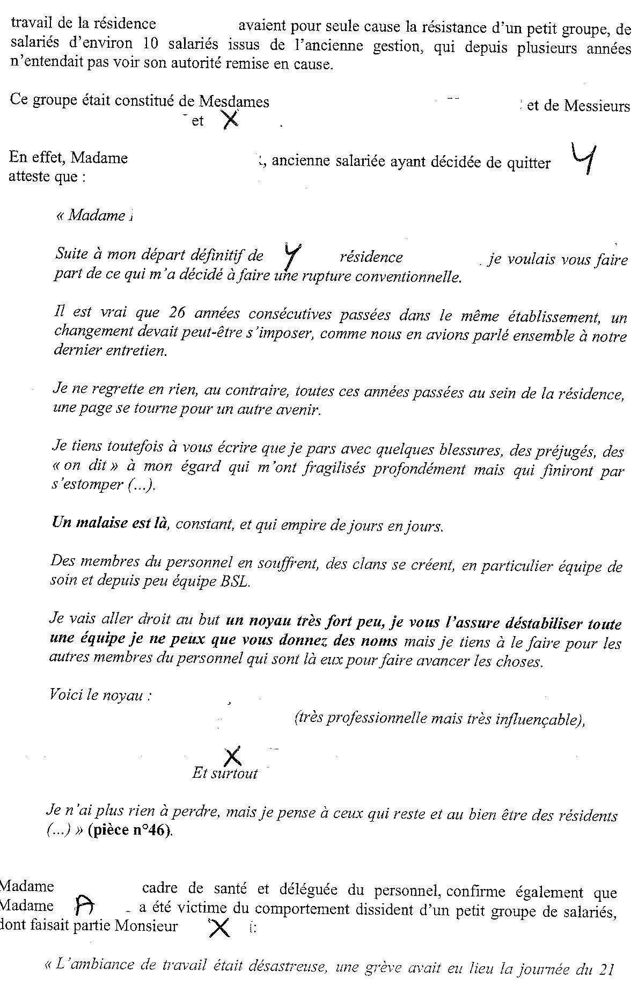 travail de la résidence avaient pour seule cause la résistance d'un petit groupe, de
salariés d'environ 10 salariés issus de l'ancienne gestion, qui depuis plusieurs années
n'entendait pas voir son autorité remise en cause.
Ce groupe était constitué de Mesdames et de Messieurs
et X
En effet, Madame , ancienne salariée ayant décidée de quitter Y
atteste que :
« Madame
Suite à mon départ définitif de Y résidence je voulais vous faire
part de ce qui m'a décidé à faire une rupture conventionnelle.
Il est vrai que 26 années consécutives passées dans le même établissement, un
changement devait peut-être s'imposer, comme nous en avions parlé ensemble à notre
dernier entretien.
Je ne regrette en rien, au contraire, toutes ces années passées au sein de la résidence,
une page se tourne pour un autre avenir.
Je tiens toutefois à vous écrire que je pars avec quelques blessures, des préjugés, des
« on dit » à mon égard qui m'ont fragilisés profondément mais qui finiront par
s'estomper (...).
Un malaise est là, constant, et qui empire de jours en jours.
Des membres du personnel en souffrent, des clans se créent, en particulier équipe de
soin et depuis peu équipe BSL.
Je vais aller droit au but un noyau très fort peu, je vous l'assure déstabiliser toute
une équipe je ne peux que vous donnez des noms mais je tiens à le faire pour les
autres membres du personnel qui sont là eux pour faire avancer les choses.
Voici le noyau :
(très professionnelle mais très influençable),
X
Et surtout
Je n'ai plus rien à perdre, mais je pense à ceux qui reste et au bien être des résidents
(...) » (pièce n°46).
Madame cadre de santé et déléguée du personnel, confirme également que
Madame A a été victime du comportement dissident d'un petit groupe de salariés,
dont faisait partie Monsieur X :
« L'ambiance de travail était désastreuse, une grève avait eu lieu la journée du 21